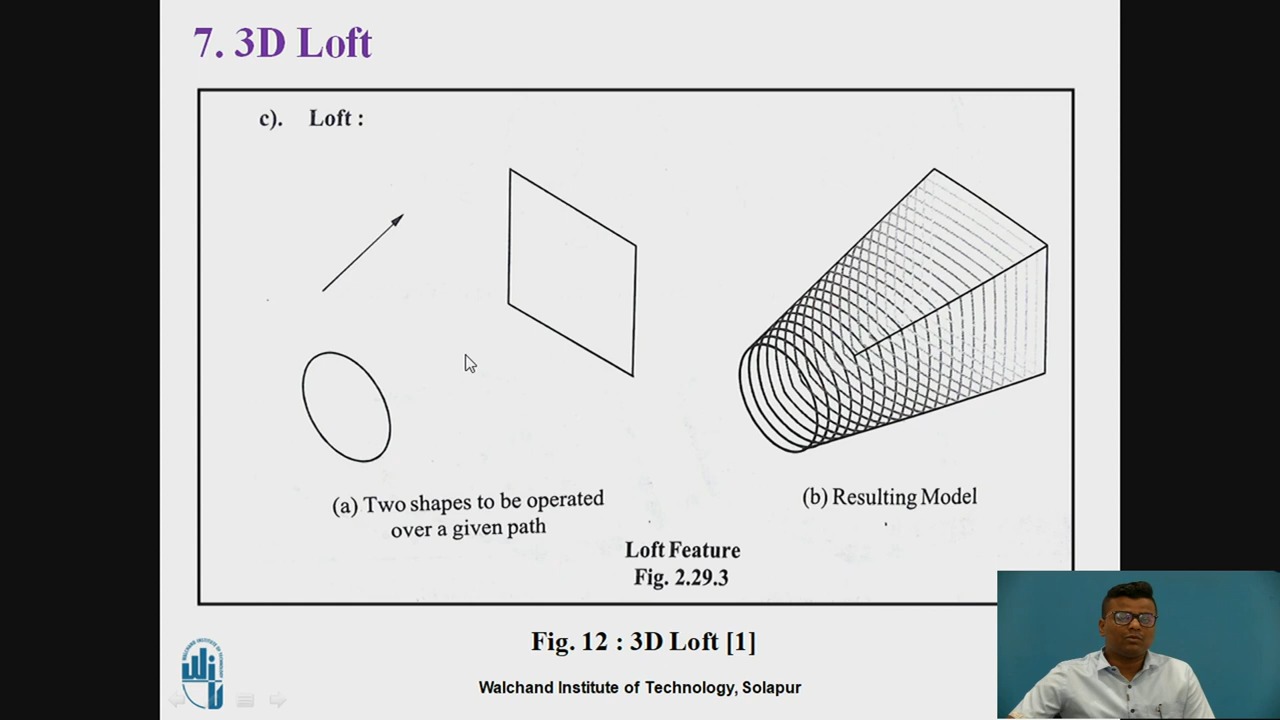 7. 3D Loft
c). Loft :
(a) Two shapes to be operated
over a given path
(b) Resulting Model
Loft Feature
Fig. 2.29.3
Fig. 12 : 3D Loft [1]
Walchand Institute of Technology, Solapur